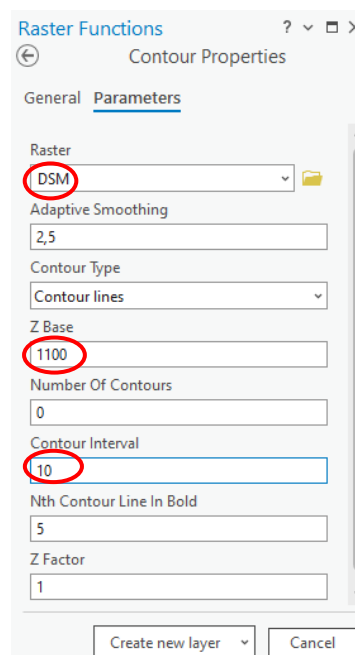 Raster Functions
Contour Properties
General Parameters
Raster
DSM
Adaptive Smoothing
2,5
Contour Type
Contour lines
Z Base
1100
Number Of Contours
0
Contour Interval
10
Nth Contour Line In Bold
5
Z Factor
1
Create new layer Cancel